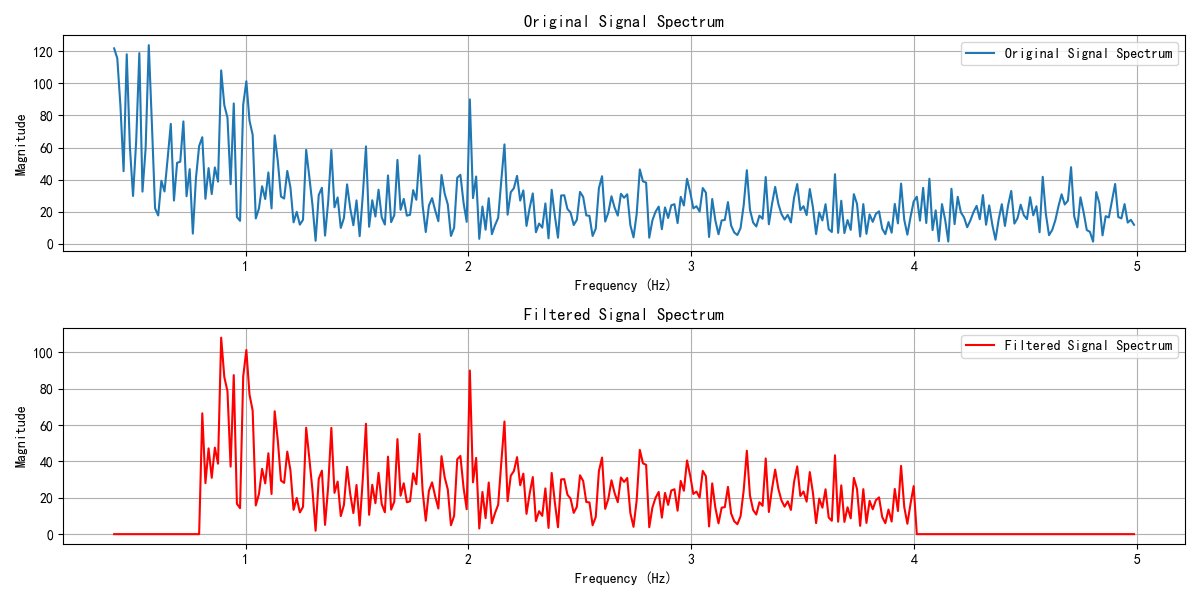 Original Signal Spectrum
Original Signal Spectrum
Magnitude
120
100
80
60
40
20
0
1
2
3
4
5
Frequency (Hz)
Filtered Signal Spectrum
Filtered Signal Spectrum
Magnitude
100
80
60
40
20
0
1
2
3
4
5
Frequency (Hz)